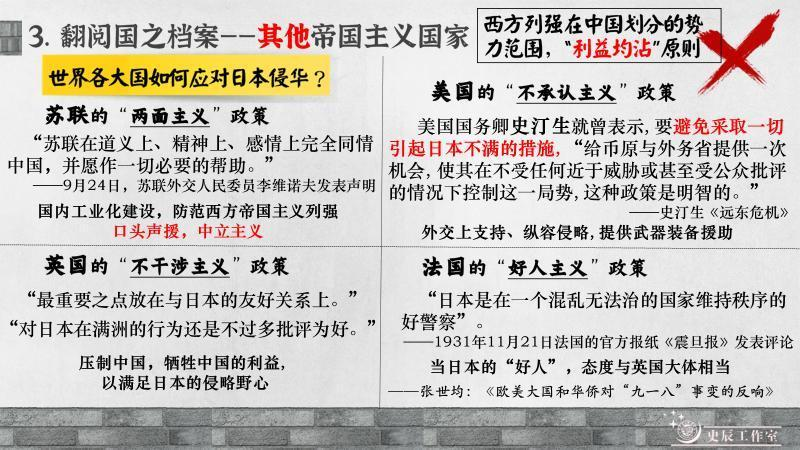 3. 翻阅国之档案--其他帝国主义国家
西方列强在中国划分的势
力范围，“利益均沾”原则
世界各大国如何应对日本侵华？
苏联的“两面主义”政策
“苏联在道义上、精神上、感情上完全同情
中国，并愿作一切必要的帮助。”
——9月24日，苏联外交人民委员李维诺夫发表声明
国内工业化建设，防范西方帝国主义列强
口头声援，中立主义
美国的“不承认主义”政策
美国国务卿史汀生就曾表示,要避免采取一切
引起日本不满的措施,“给币原与外务省提供一次
机会,使其在不受任何近于威胁或甚至受公众批评
的情况下控制这一局势,这种政策是明智的。”
——史汀生《远东危机》
外交上支持、纵容侵略,提供武器装备援助
英国的“不干涉主义”政策
“最重要之点放在与日本的友好关系上。”
“对日本在满洲的行为还是不过多批评为好。”
压制中国，牺牲中国的利益,
以满足日本的侵略野心
法国的“好人主义”政策
“日本是在一个混乱无法治的国家维持秩序的
好警察”。
——1931年11月21日法国的官方报纸《震旦报》发表评论
当日本的“好人”，态度与英国大体相当
——张世均：《欧美大国和华侨对“九一八”事变的反响》
史辰工作室